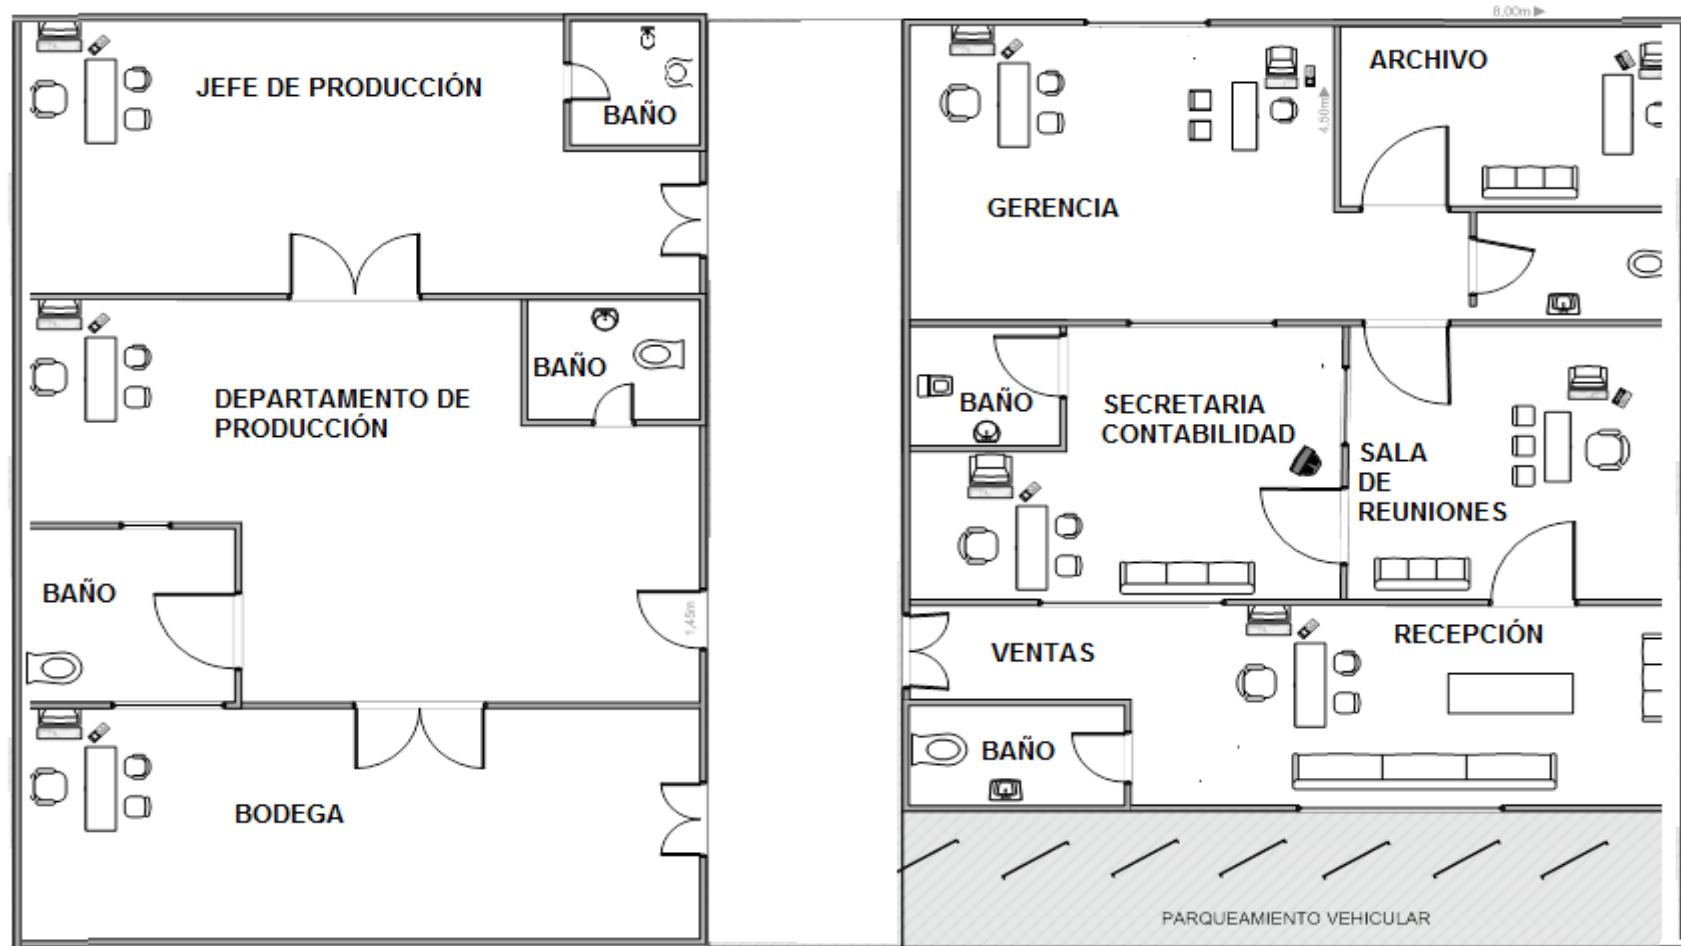 8,00m
JEFE DE PRODUCCIÓN
BAÑO
ARCHIVO
4.50m
GERENCIA
BAÑO
DEPARTAMENTO DE
PRODUCCIÓN
BAÑO
SECRETARIA
CONTABILIDAD
SALA
DE
REUNIONES
BAÑO
1,45m
VENTAS
RECEPCIÓN
BAÑO
BODEGA
PARQUEAMIENTO VEHICULAR